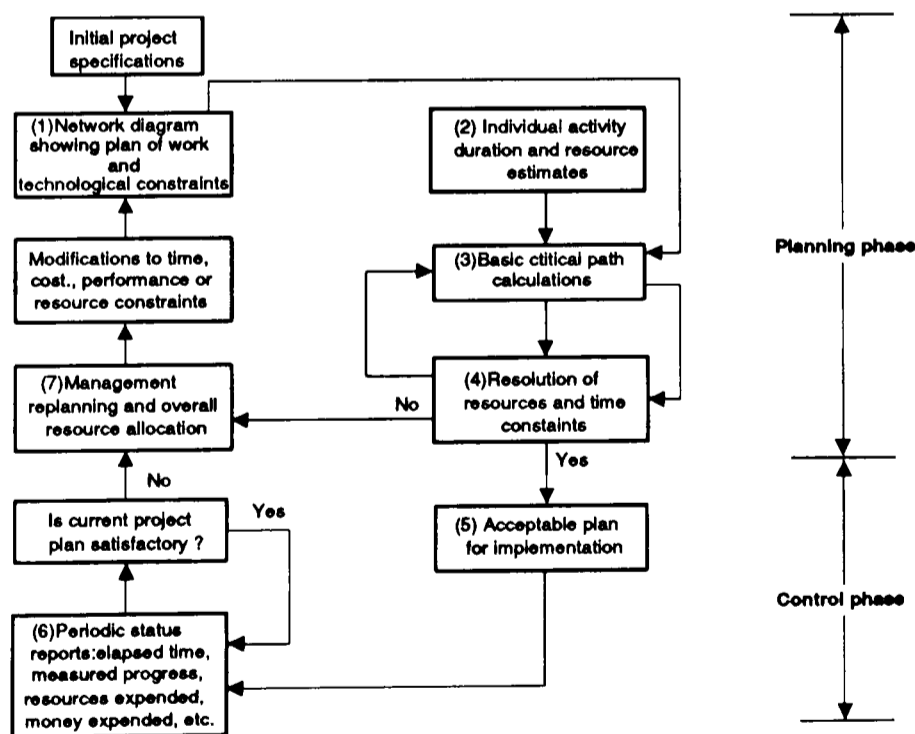 Initial project
specifications
(1)Network diagram
showing plan of work
and
technological constraints
(2) Individual activity
duration and resource
estimates
Planning phase
Modifications to time,
cost., performance or
resource constraints
(3)Basic ctitical path
calculations
(7)Management
replanning and overall
resource allocation
No
(4)Resolution of
resources and time
constaints
Yes
No
Is current project
plan satisfactory ?
Yes
(5) Acceptable plan
for implementation
Control phase
(6)Periodic status
reports:elapsed time,
measured progress,
resources expended,
money expended, etc.